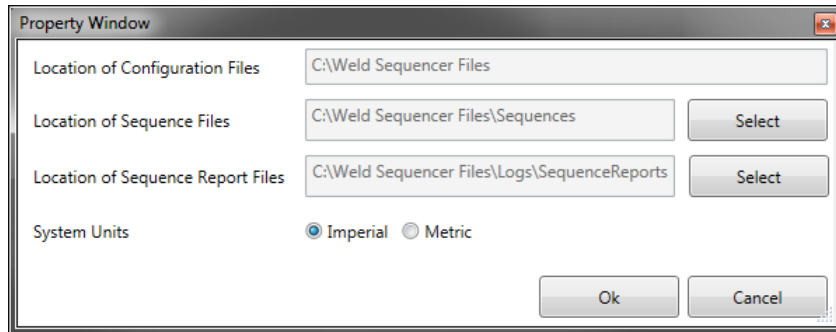 Property Window
Location of Configuration Files C:\Weld Sequencer Files
Location of Sequence Files C:\Weld Sequencer Files\Sequences Select
Location of Sequence Report Files C:\Weld Sequencer Files\Logs\SequenceReports Select
System Units Imperial Metric
Ok Cancel